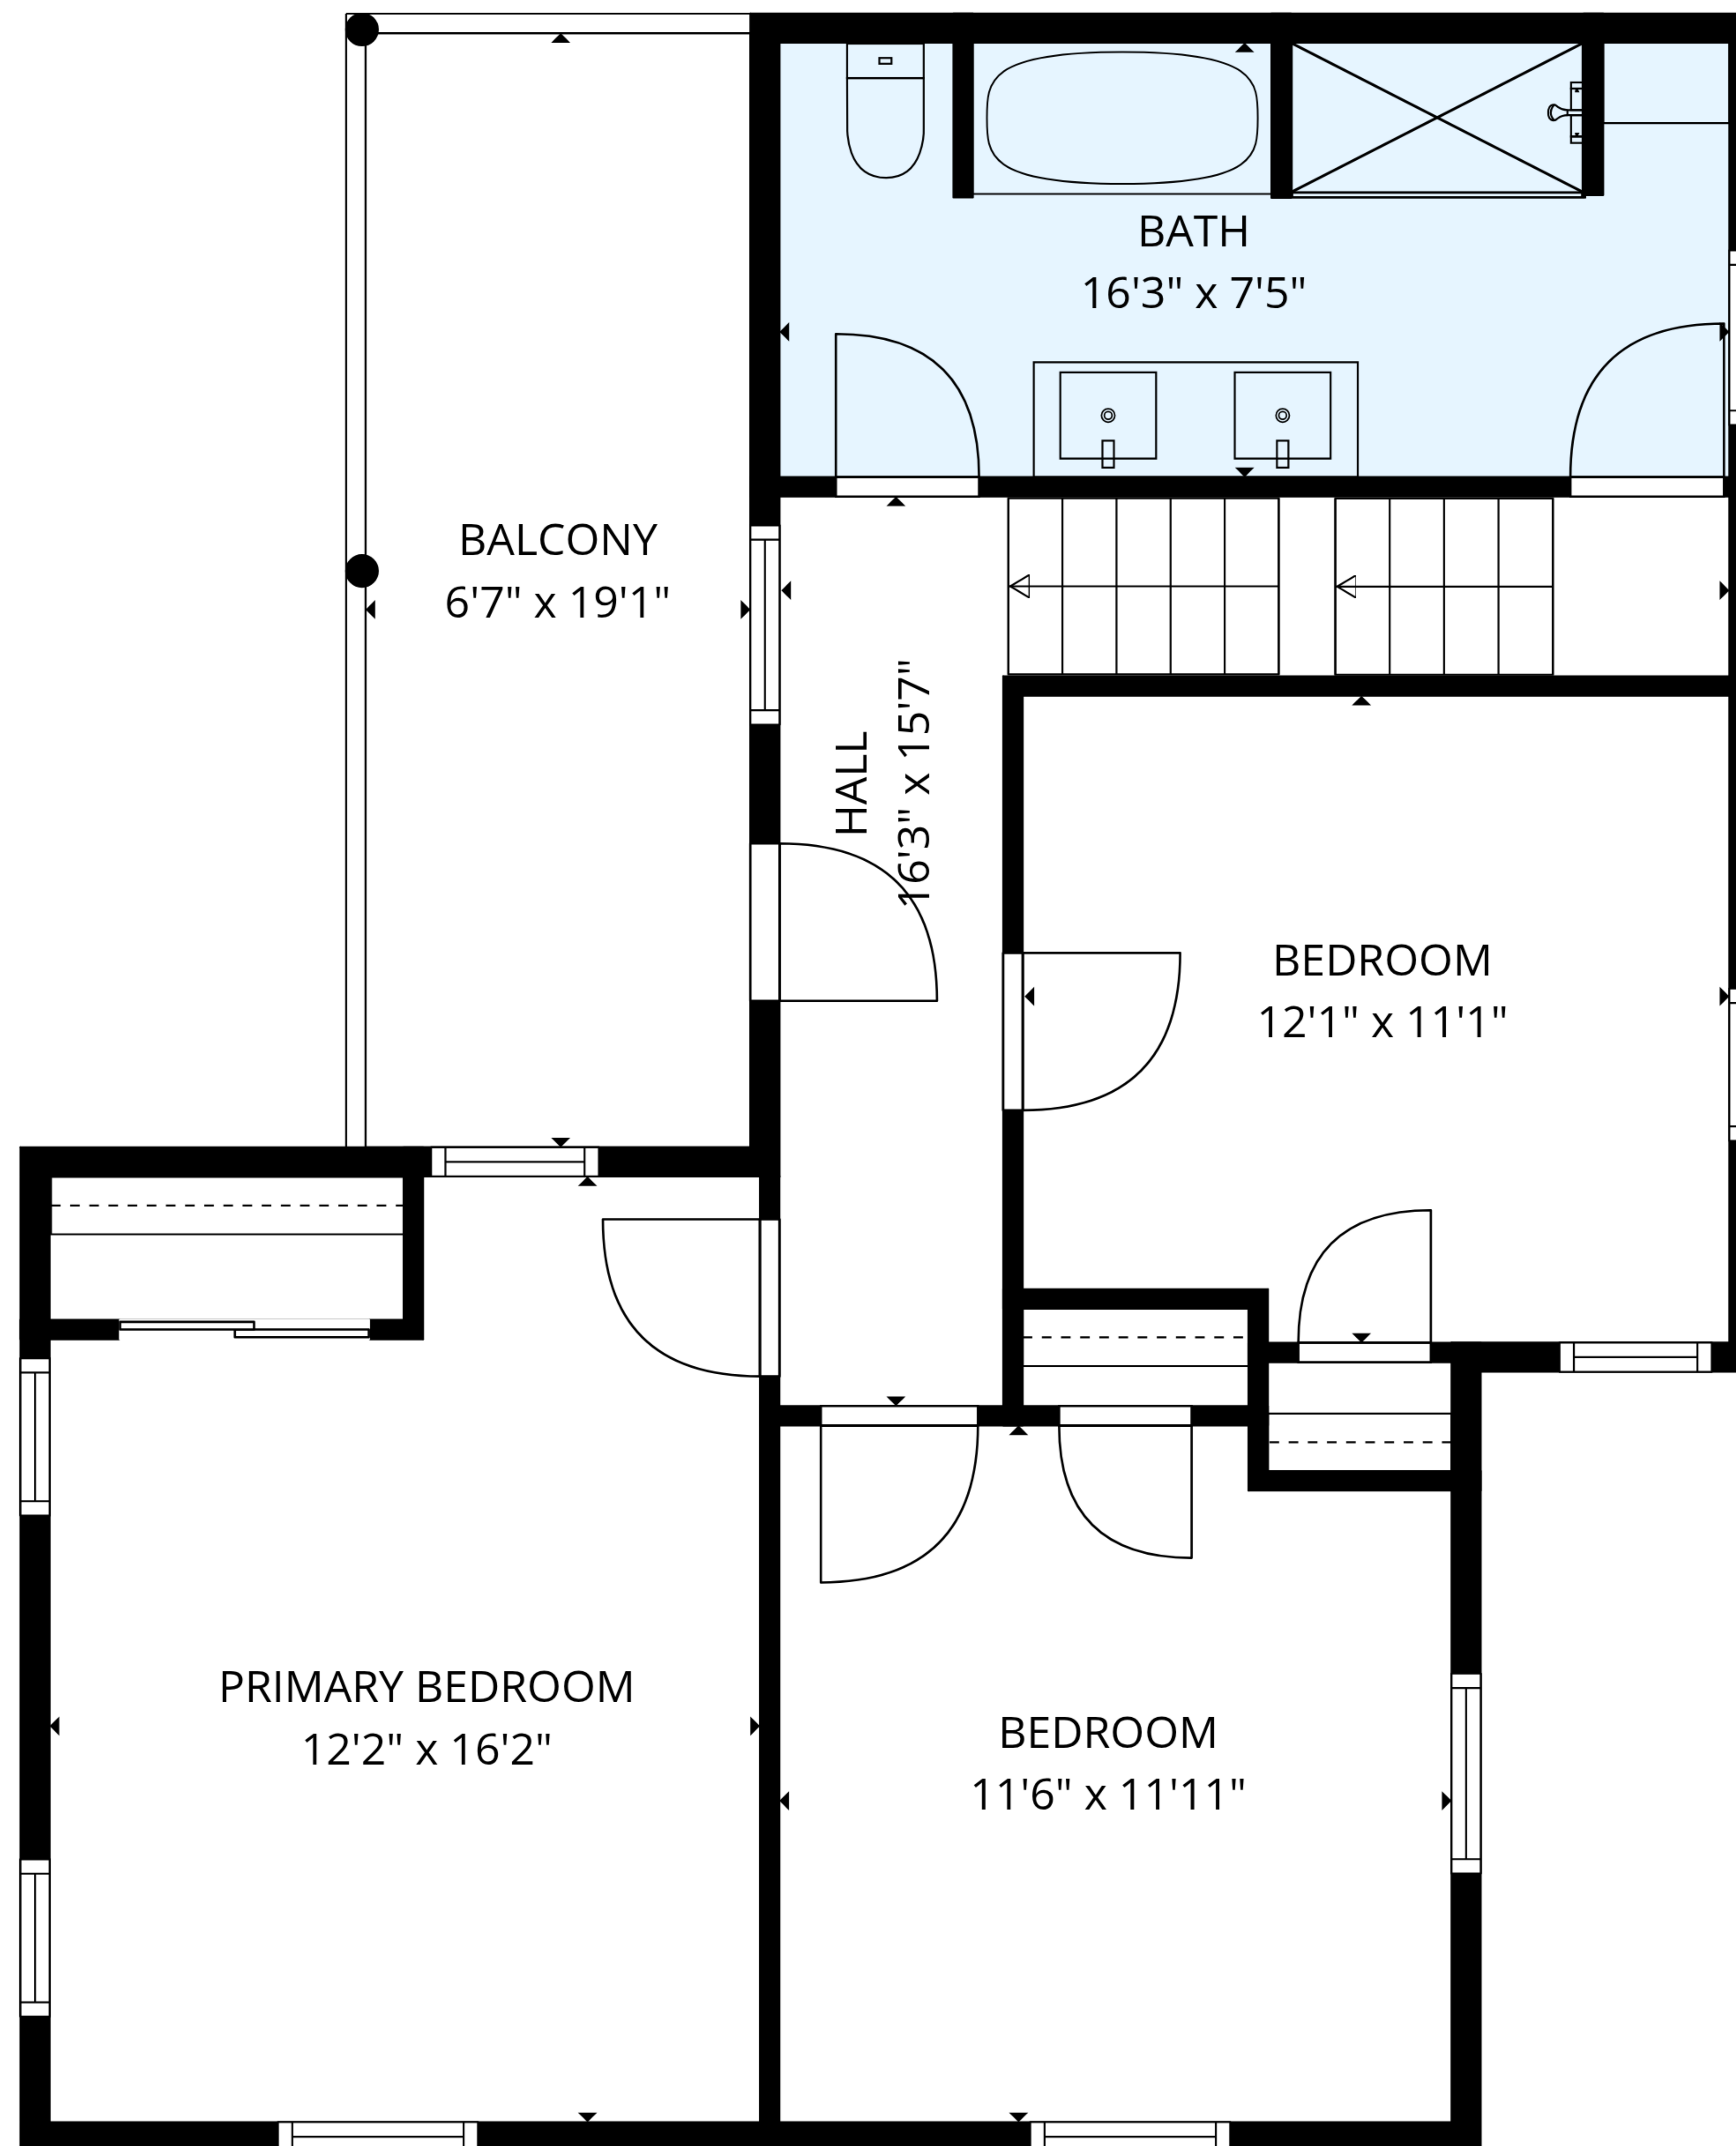 BATH
16'3" x 7'5"
BALCONY
6'7" x 19'1"
HALL
16'3" x 15'7"
BEDROOM
12'1" x 11'1"
PRIMARY BEDROOM
12'2" x 16'2"
BEDROOM
11'6" x 11'11"